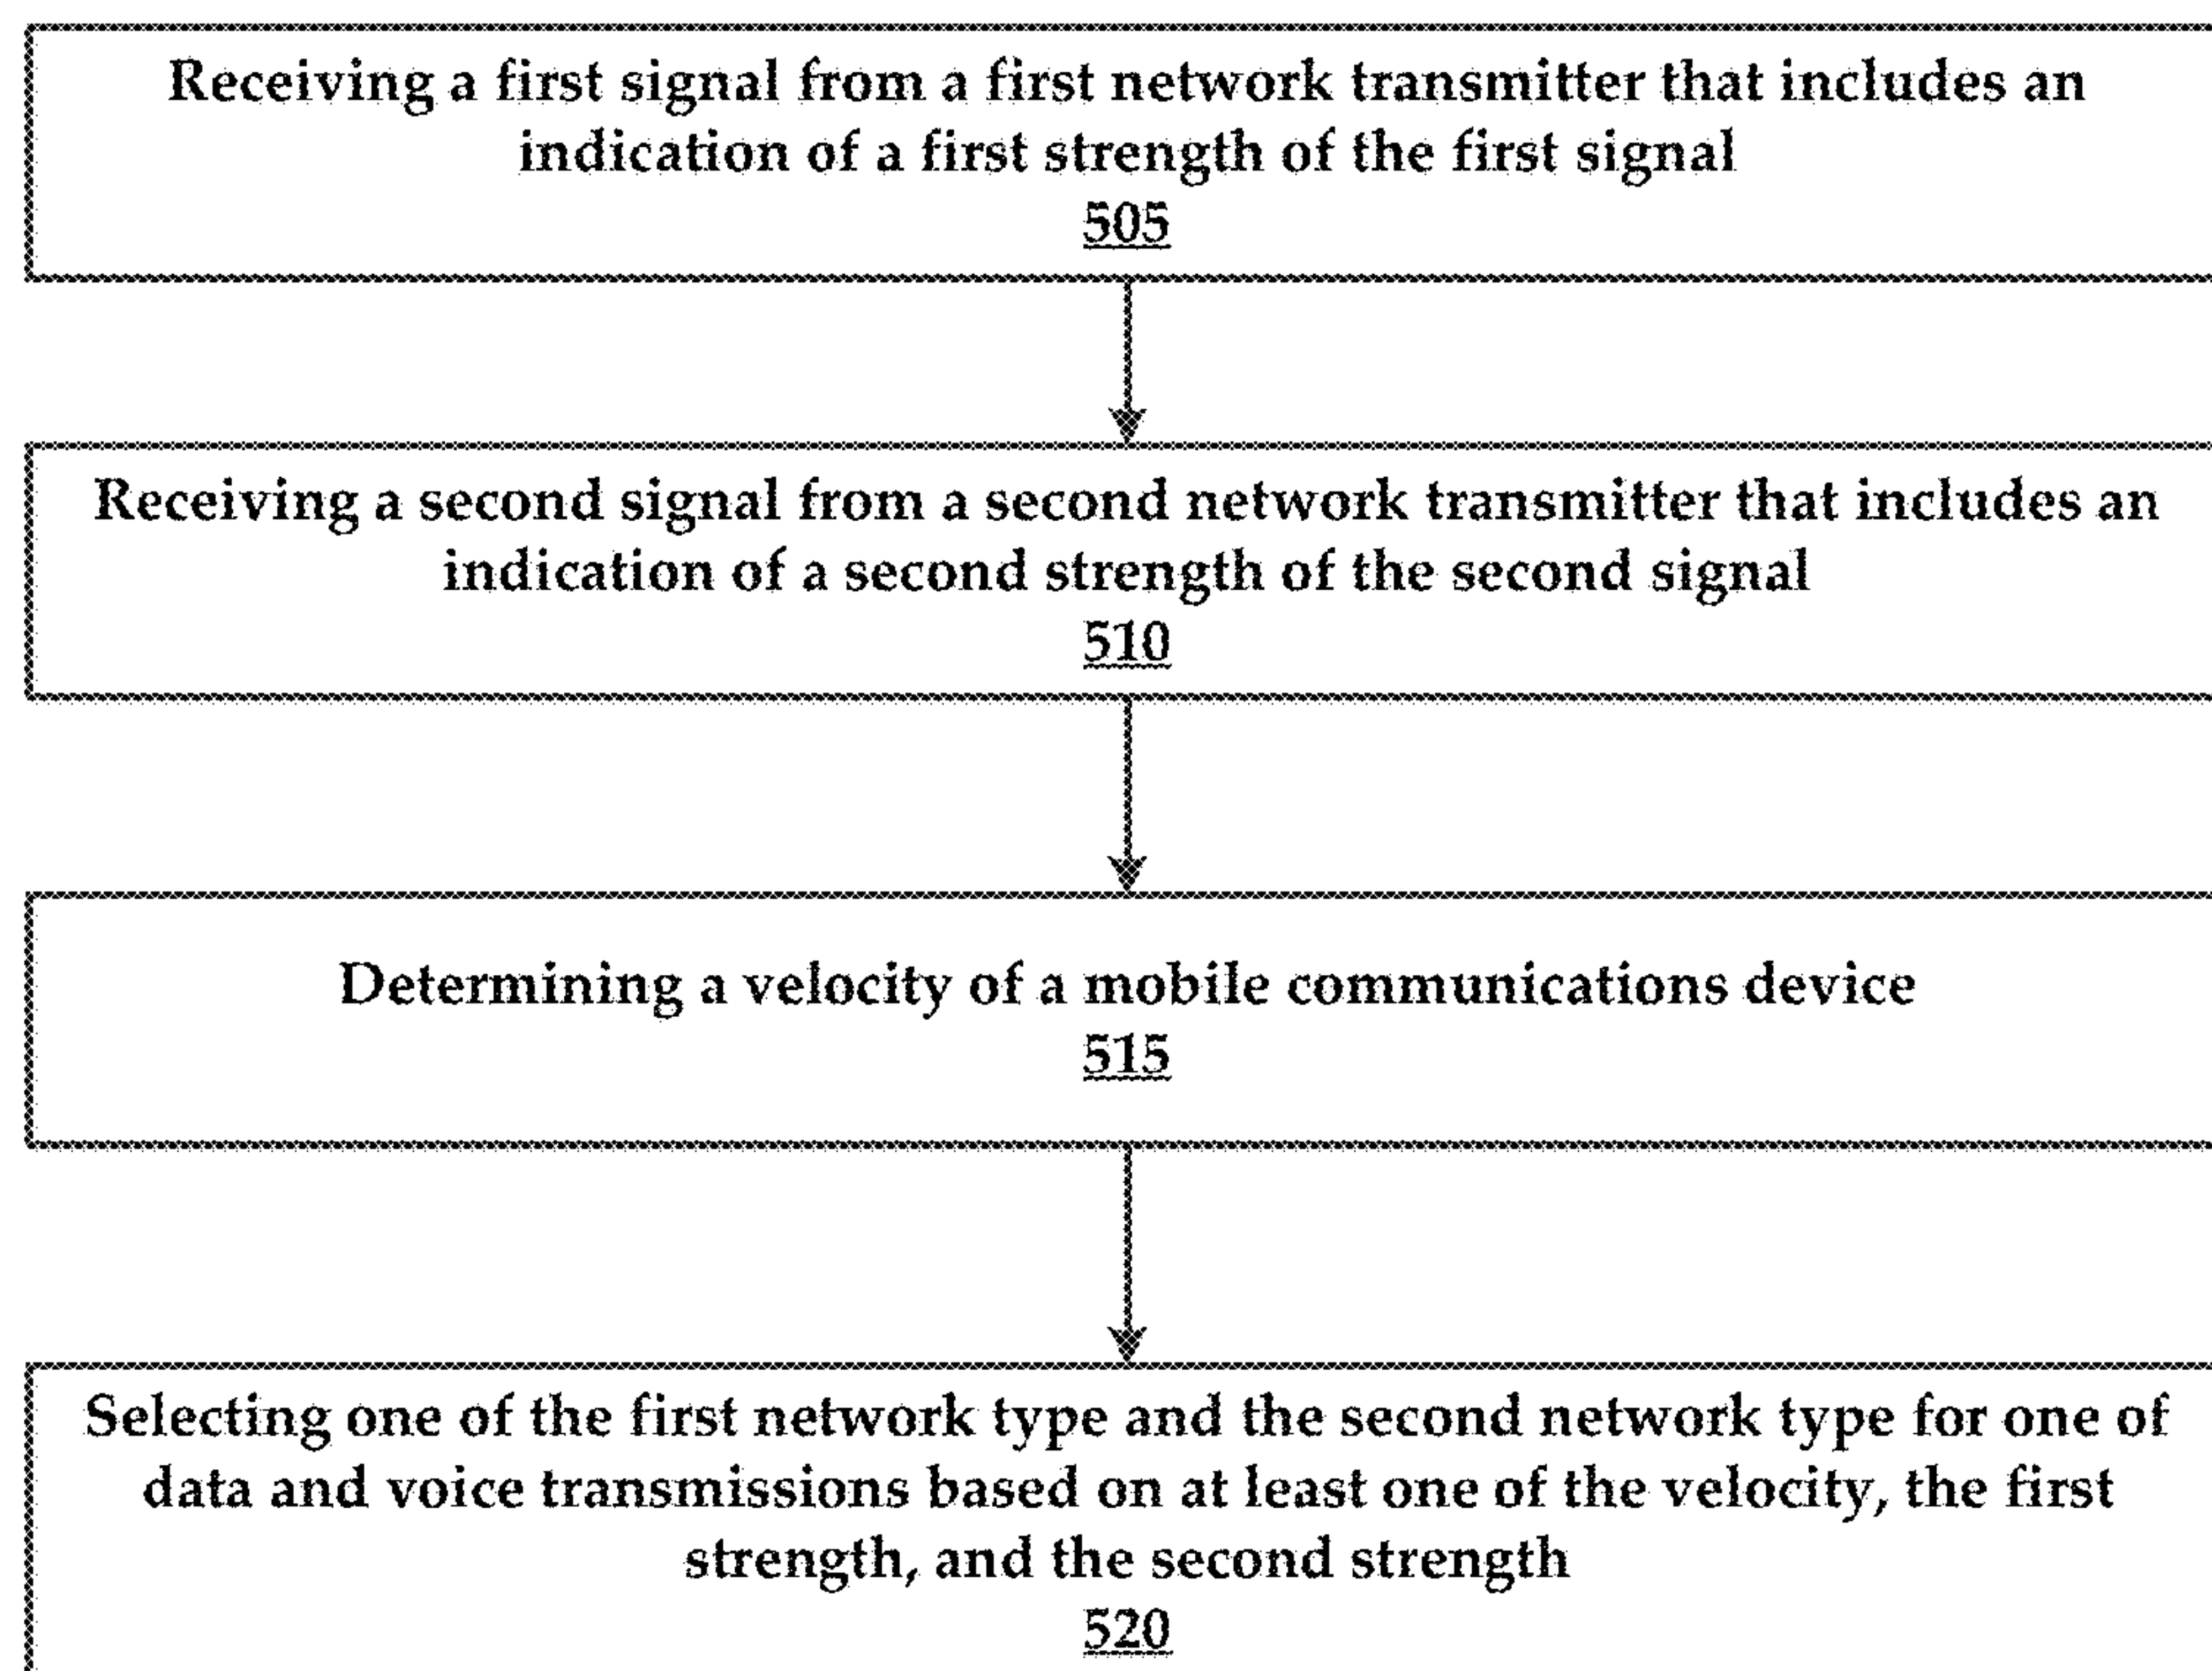 Receiving a first signal from a first network transmitter that includes an
indication of a first strength of the first signal
505
Receiving a second signal from a second network transmitter that includes an
indication of a second strength of the second signal
510
Determining a velocity of a mobile communications device
515
Selecting one of the first network type and the second network type for one of
data and voice transmissions based on at least one of the velocity, the first
strength, and the second strength
520